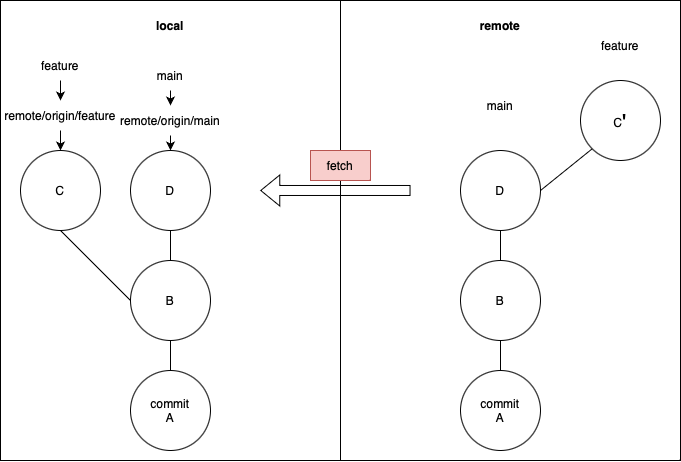 local
remote
feature
feature
main
remote/origin/feature
remote/origin/main
main
C'
fetch
C
D
D
B
B
commit
A
commit
A